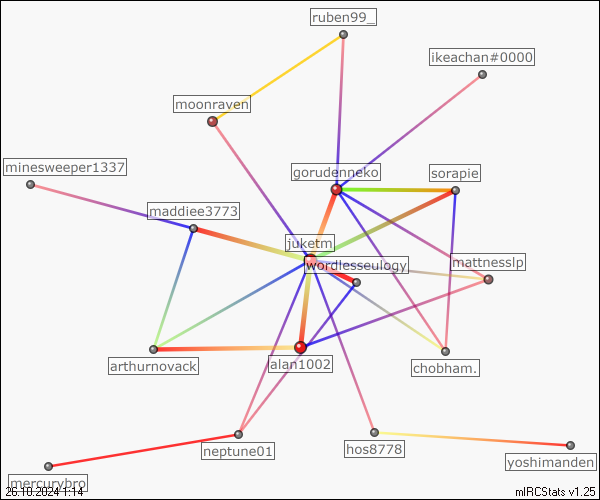 ruben99_
ikeachan#0000
moonraven
minesweeper1337
gorudenneko
sorapie
maddiee3773
juketm
wordlesseulogy
mattnesslp
arthurnovack
alan1002
chobham.
neptune01
hos8778
yoshimanden
mercurybro
26.10.2024 1:14
mIRCStats v1.25